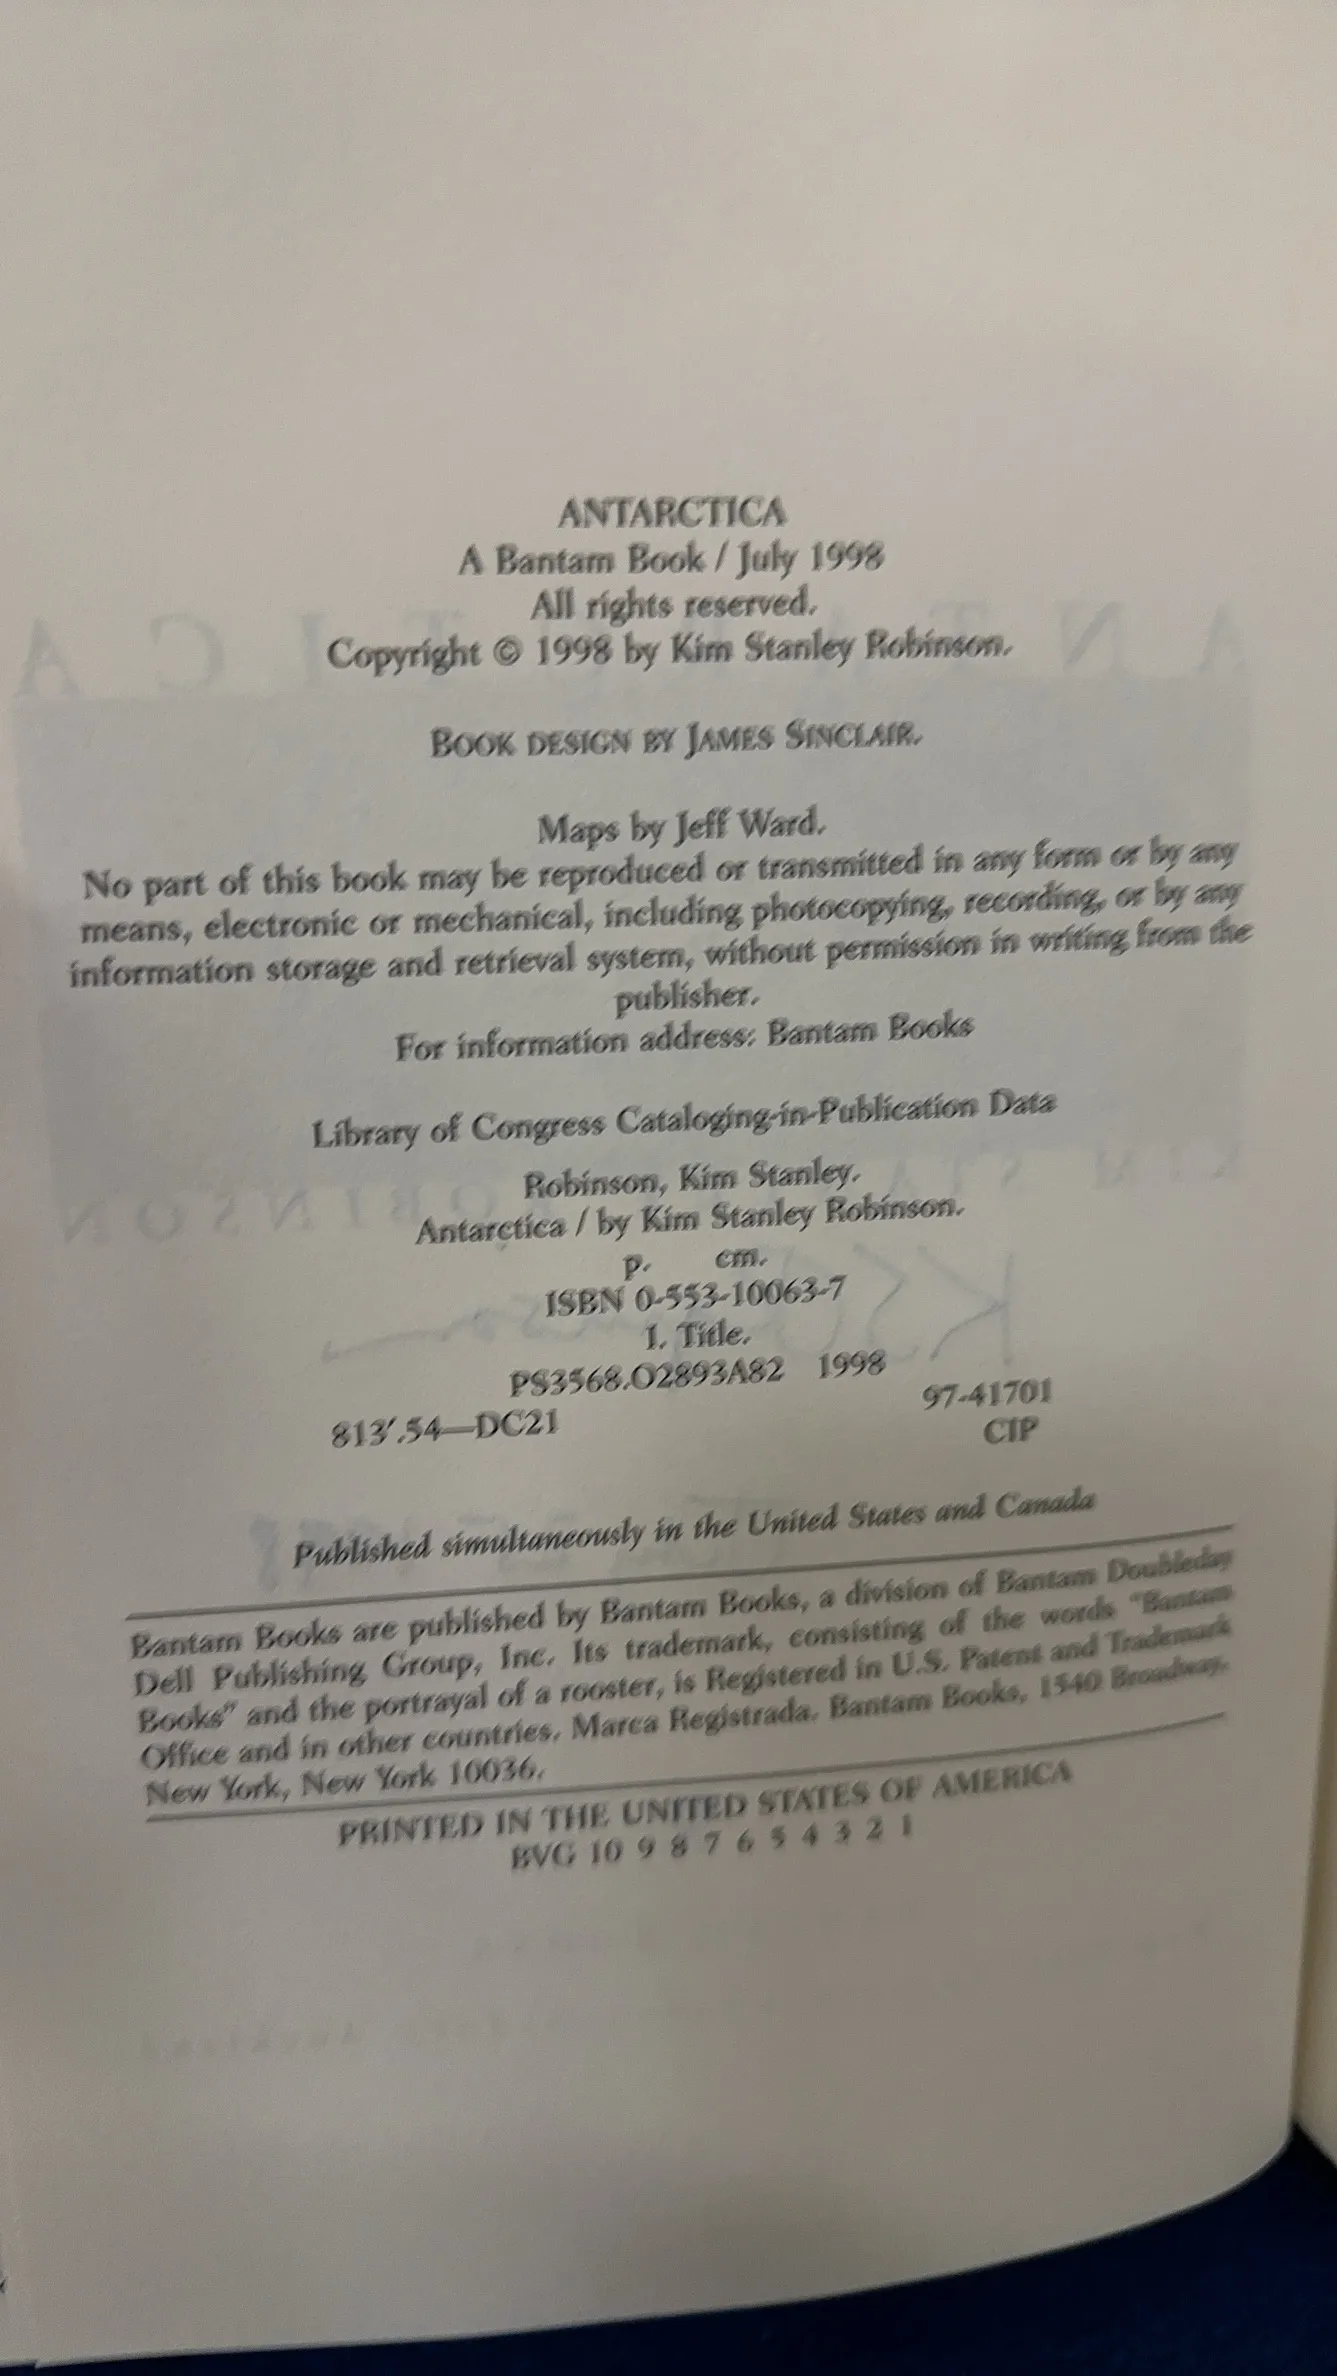 ANTARCTICA
A Bantam Book / July 1998
All rights reserved.
Copyright © 1998 by Kim Stanley Robinson.
BOOK DESIGN BY JAMES SINCLAIR.
Maps by Jeff Ward.
No part of this book may be reproduced or transmitted in any form or by any
means, electronic or mechanical, including photocopying, recording, or by any
information storage and retrieval system, without permission in writing from the
publisher.
For information address: Bantam Books
Library of Congress Cataloging-in-Publication Data
Robinson, Kim Stanley.
Antarctica / by Kim Stanley Robinson.
p. cm.
ISBN 0-553-10063-7
1. Title.
PS3568.O2893A82 1998
813'.54—DC21
97-41701
CIP
Published simultaneously in the United States and Canada
Bantam Books are published by Bantam Books, a division of Bantam Doubleday
Dell Publishing Group, Inc. Its trademark, consisting of the words "Bantam
Books" and the portrayal of a rooster, is Registered in U.S. Patent and Trademark
Office and in other countries. Marca Registrada. Bantam Books, 1540 Broadway,
New York, New York 10036.
PRINTED IN THE UNITED STATES OF AMERICA
BVG 10 9 8 7 6 5 4 3 2 1